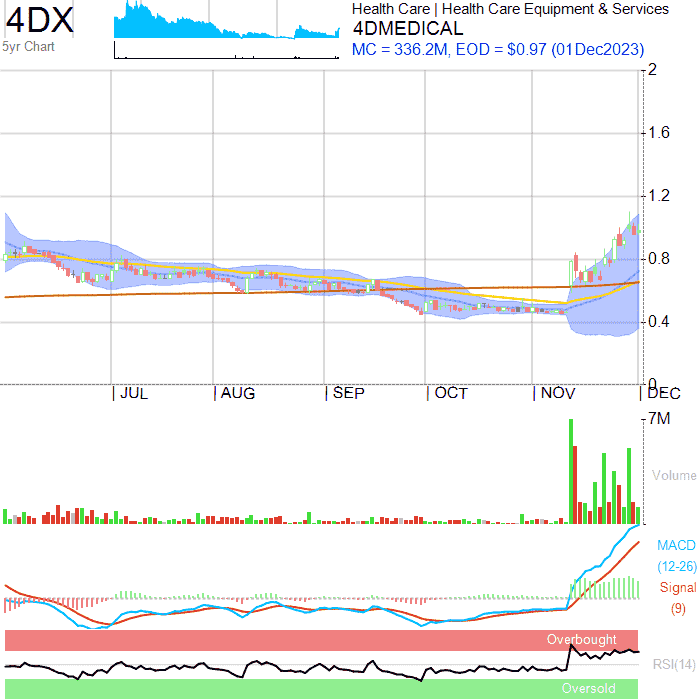 4DX
5yr Chart
Health Care | Health Care Equipment & Services
4DMEDICAL
MC = 336.2M, EOD = $0.97 (01Dec2023)
2
1.6
1.2
0.8
0.4
0
JUL
AUG
SEP
OCT
NOV
DEC
7M
Volume
MACD
(12-26)
Signal
(9)
Overbought
RSI(14)
Oversold